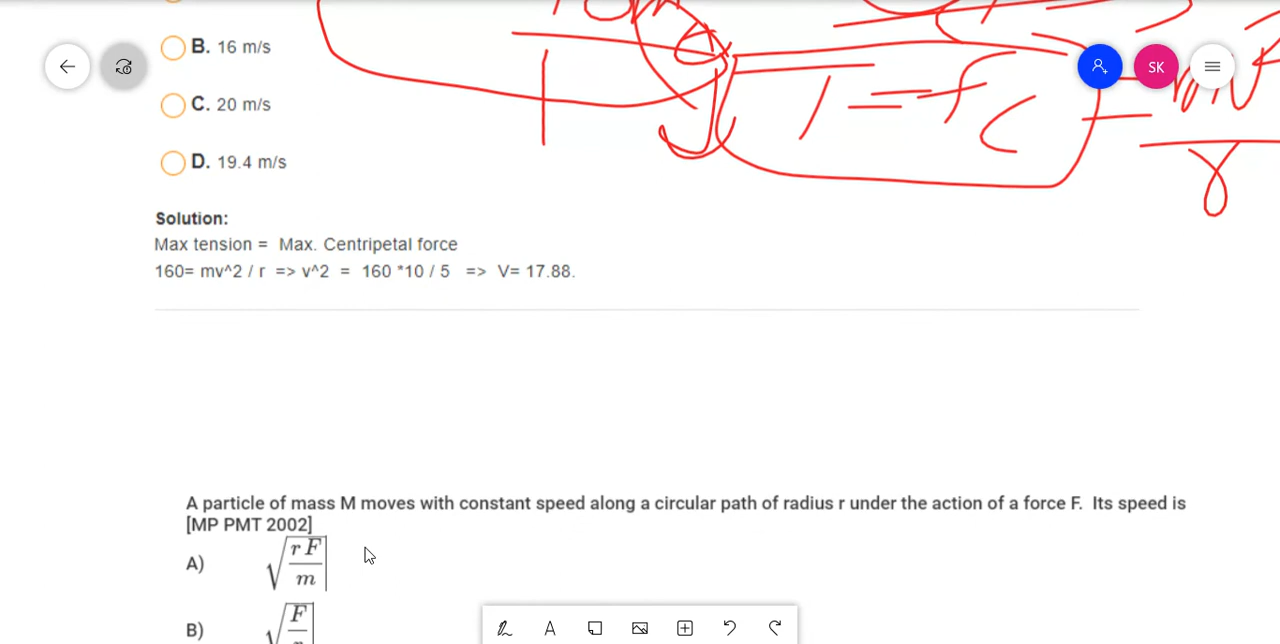 B. 16 m/s
C. 20 m/s
D. 19.4 m/s
T = Fc = mv
r
SK
Solution:
Max tension = Max. Centripetal force
160= mv^2 / r => v^2 = 160 *10 / 5 => V= 17.88.
A particle of mass M moves with constant speed along a circular path of radius r under the action of a force F. Its speed is
[MP PMT 2002]
A) √ r F / m
B) √ F
A